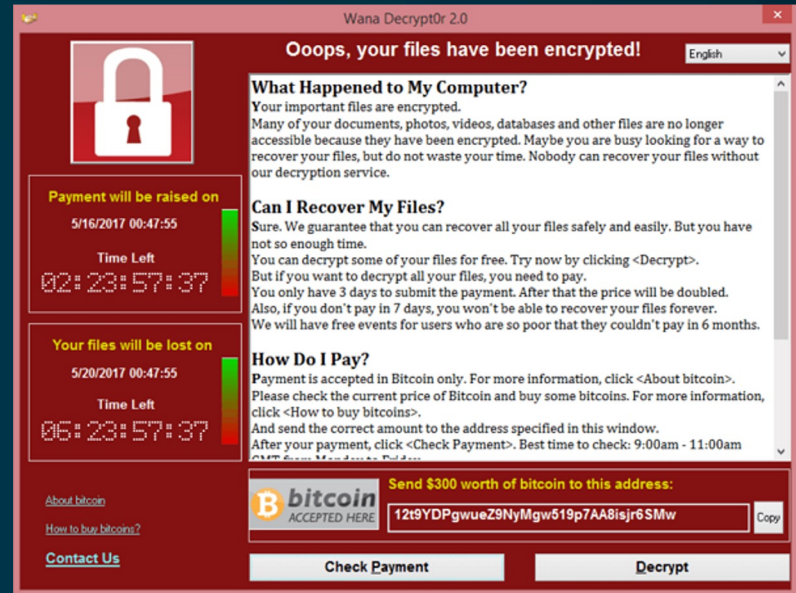 Wana Decrypt0r 2.0
Ooops, your files have been encrypted!
English
What Happened to My Computer?
Your important files are encrypted.
Many of your documents, photos, videos, databases and other files are no longer
accessible because they have been encrypted. Maybe you are busy looking for a way to
recover your files, but do not waste your time. Nobody can recover your files without
our decryption service.
Can I Recover My Files?
Sure. We guarantee that you can recover all your files safely and easily. But you have
not so enough time.
You can decrypt some of your files for free. Try now by clicking <Decrypt>.
But if you want to decrypt all your files, you need to pay.
You only have 3 days to submit the payment. After that the price will be doubled.
Also, if you don't pay in 7 days, you won't be able to recover your files forever.
We will have free events for users who are so poor that they couldn't pay in 6 months.
How Do I Pay?
Payment is accepted in Bitcoin only. For more information, click <About bitcoin>.
Please check the current price of Bitcoin and buy some bitcoins. For more information,
click <How to buy bitcoins>.
And send the correct amount to the address specified in this window.
After your payment, click <Check Payment>. Best time to check: 9:00am - 11:00am
GMT from Monday to Friday
Payment will be raised on
5/16/2017 00:47:55
Time Left
02:23:57:37
Your files will be lost on
5/20/2017 00:47:55
Time Left
06:23:57:37
About bitcoin
How to buy bitcoins?
Contact Us
bitcoin
ACCEPTED HERE
Send $300 worth of bitcoin to this address:
12t9YDPgwueZ9NyMgw519p7AA8isjr6SMw
Copy
Check Payment
Decrypt